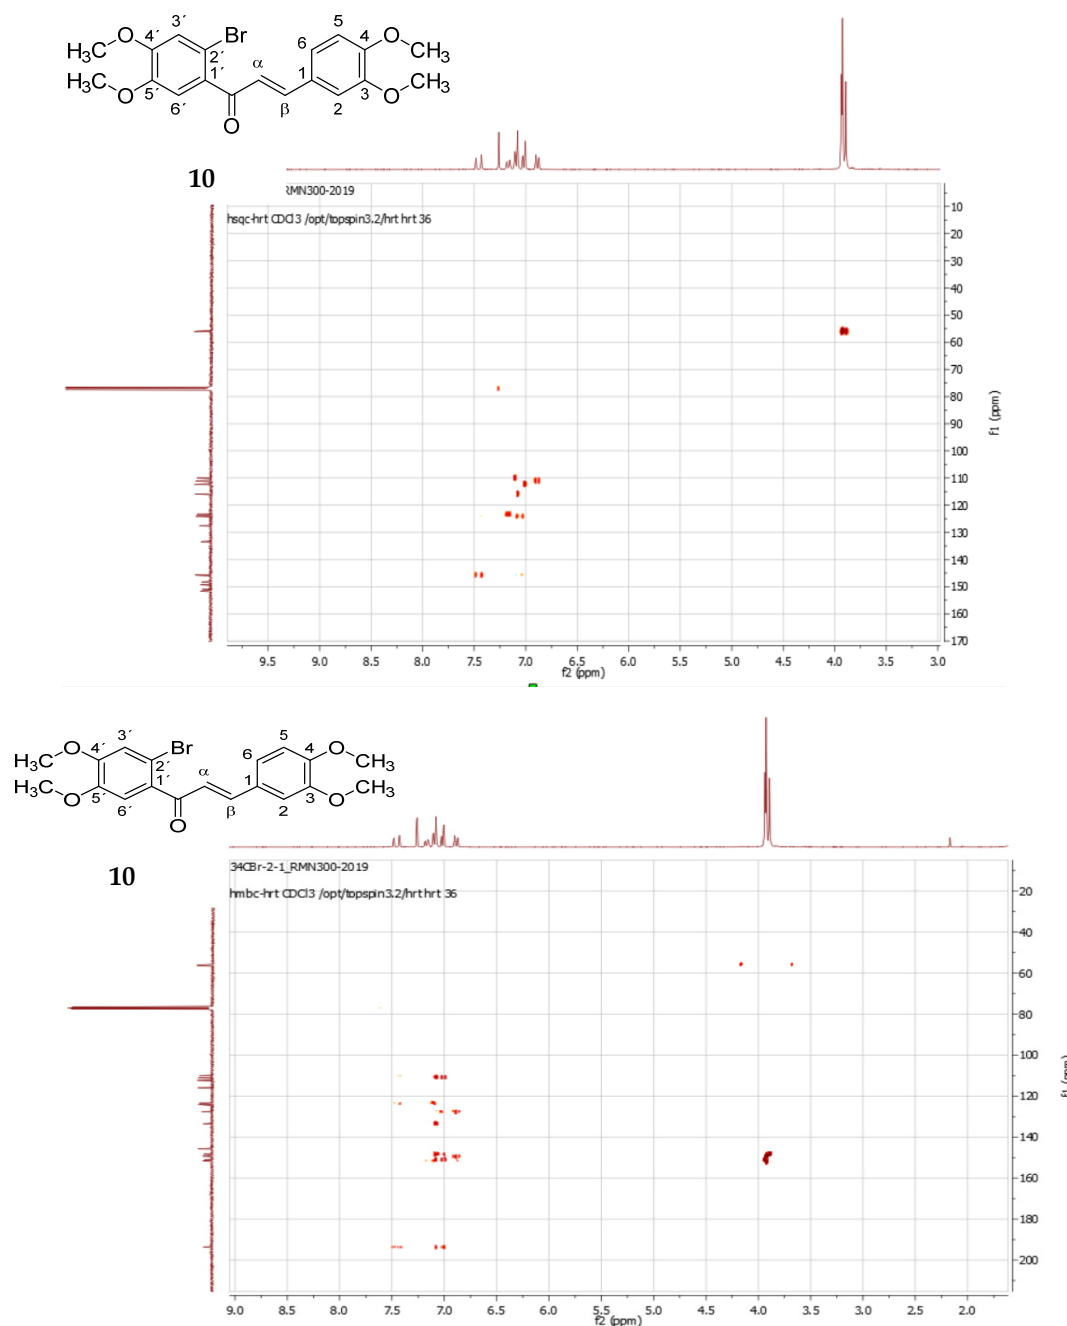 3´ Br 5
H₃CO 4´ 2´ 6 4 OCH₃
α
1´ 1
H₃CO 5´ 6´ O β 2 3 OCH₃
10
RMN300-2019
hsqc-hrt CDCl3 /opt/topspin3.2/hrt hrt 36
10
20
30
40
50
60
70
80
90
100
110
120
130
140
150
160
170
f1 (ppm)
9.5 9.0 8.5 8.0 7.5 7.0 6.5 6.0 5.5 5.0 4.5 4.0 3.5 3.0
f2 (ppm)
3´ Br 5
H₃CO 4´ 2´ 6 4 OCH₃
α
1´ 1
H₃CO 5´ 6´ O β 2 3 OCH₃
10
34CBr-2-1_RMN300-2019
hmbc-hrt CDCl3 /opt/topspin3.2/hrt hrt 36
20
40
60
80
100
120
140
160
180
200
f1 (ppm)
9.0 8.5 8.0 7.5 7.0 6.5 6.0 5.5 5.0 4.5 4.0 3.5 3.0 2.5 2.0
f2 (ppm)